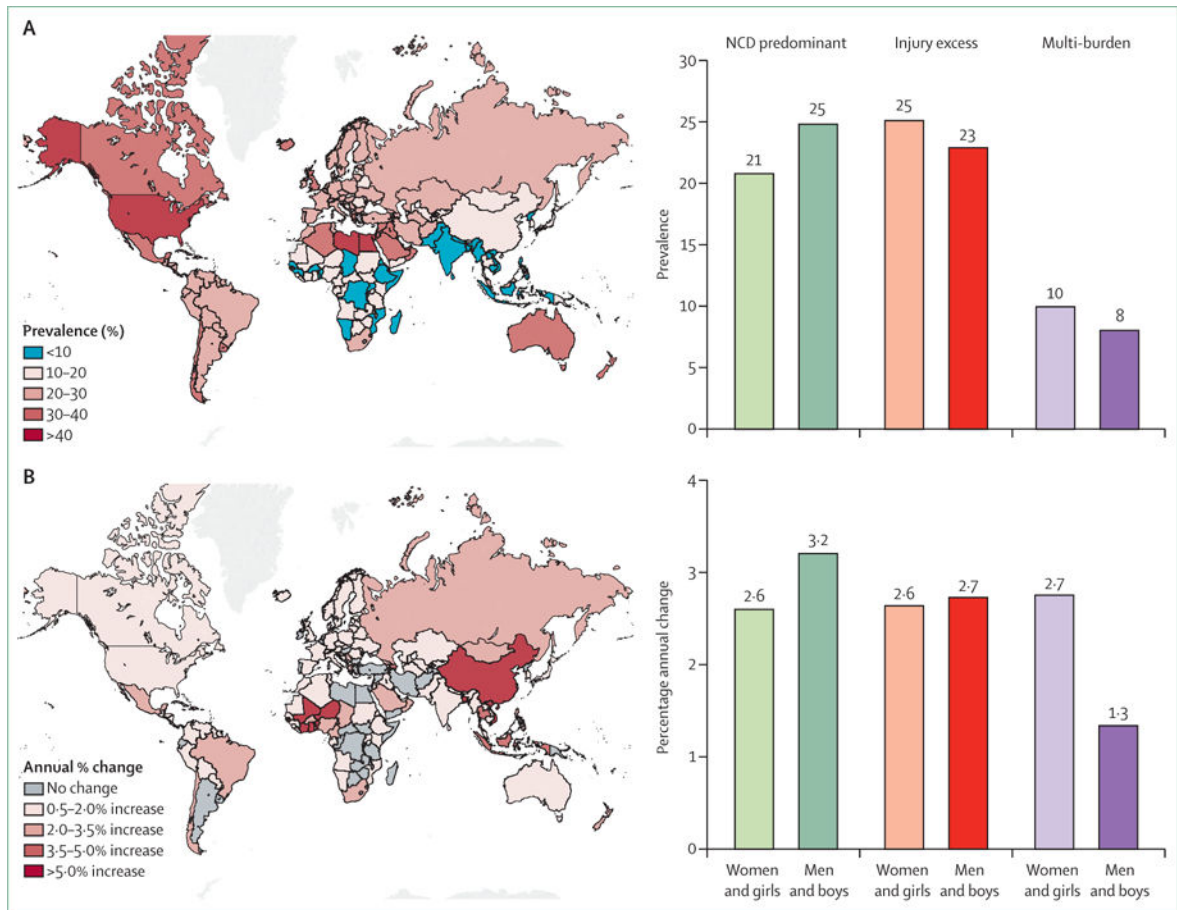 A
NCD predominant
Injury excess
Multi-burden
Prevalence (%)
<10
10–20
20–30
30–40
>40
Prevalence
30
25
20
15
10
5
0
21
25
25
23
10
8
B
Annual % change
No change
0·5–2·0% increase
2·0–3·5% increase
3·5–5·0% increase
>5·0% increase
Percentage annual change
4
3
2
1
0
2·6
3·2
2·6
2·7
2·7
1·3
Women
and girls
Men
and boys
Women
and girls
Men
and boys
Women
and girls
Men
and boys